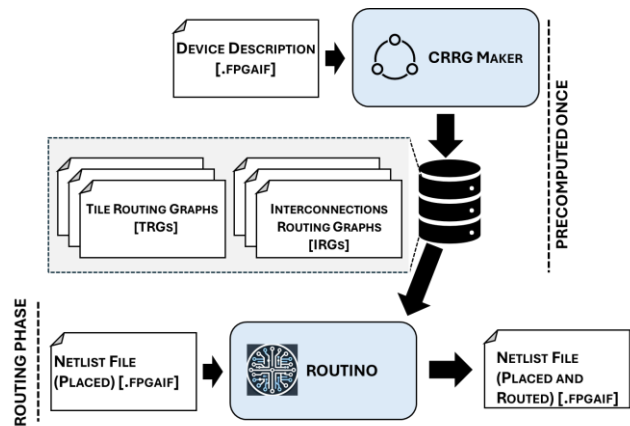 DEVICE DESCRIPTION
[.FPGAIF]
CRRG MAKER
PRECOMPUTED ONCE
TILE ROUTING GRAPHS
[TRGs]
INTERCONNECTIONS
ROUTING GRAPHS
[IRGs]
ROUTING PHASE
NETLIST FILE
(PLACED) [.FPGAIF]
ROUTINO
NETLIST FILE
(PLACED AND
ROUTED) [.FPGAIF]